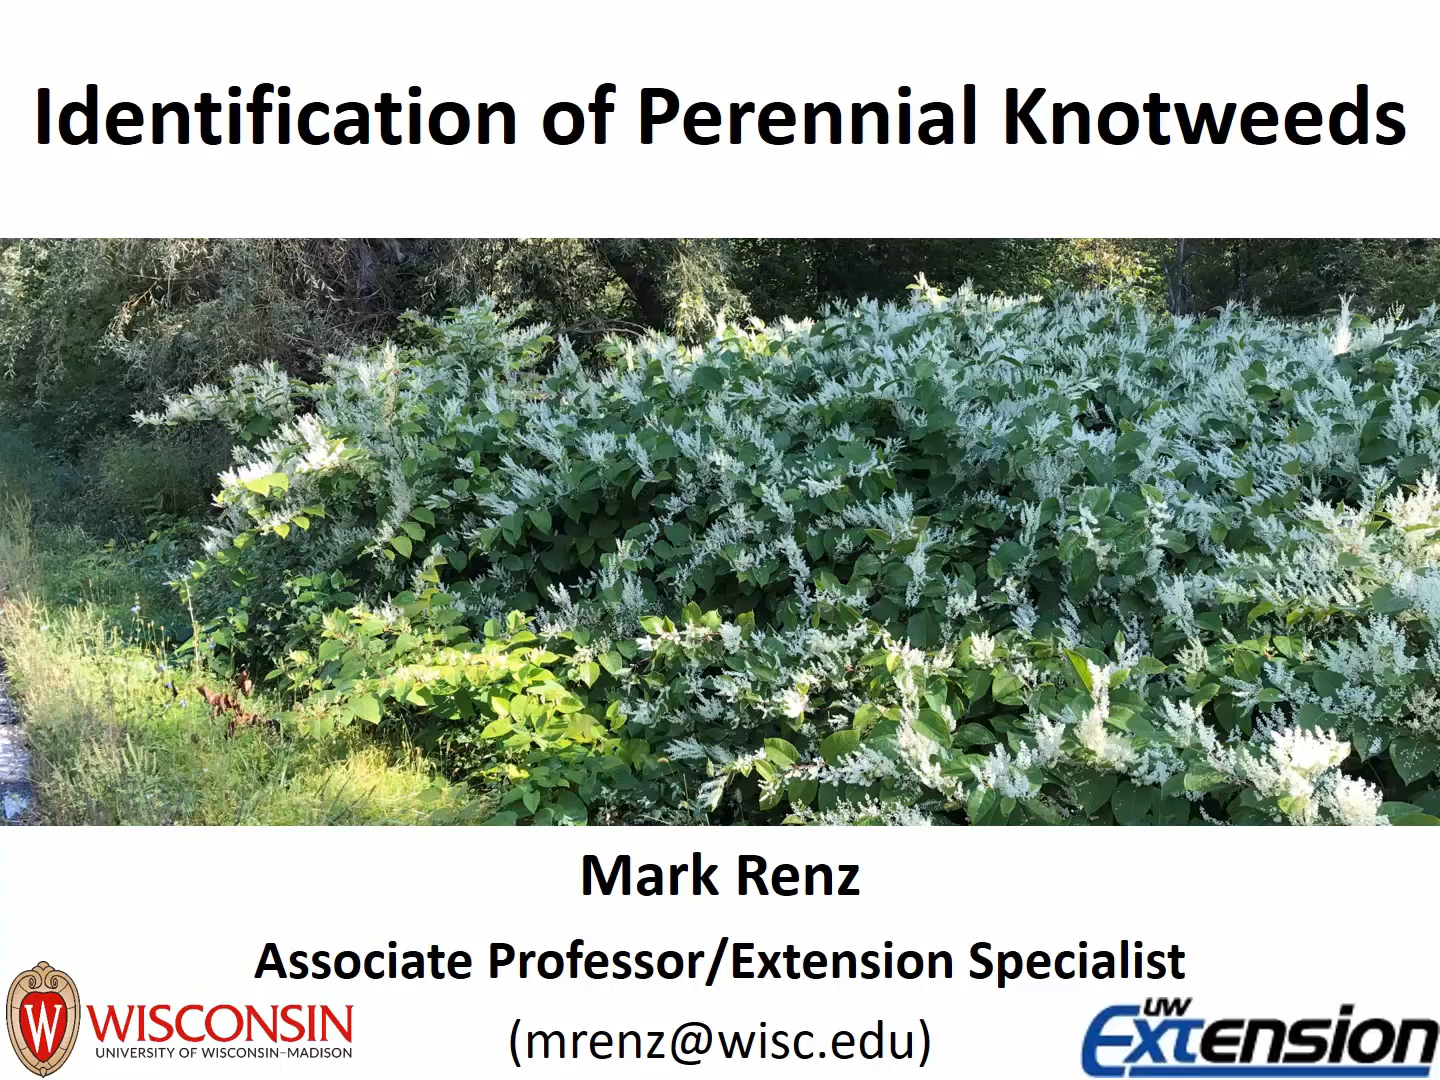 Identification of Perennial Knotweeds
Mark Renz
Associate Professor/Extension Specialist
(mrenz@wisc.edu)
W
WISCONSIN
UNIVERSITY OF WISCONSIN–MADISON
UW
Extension